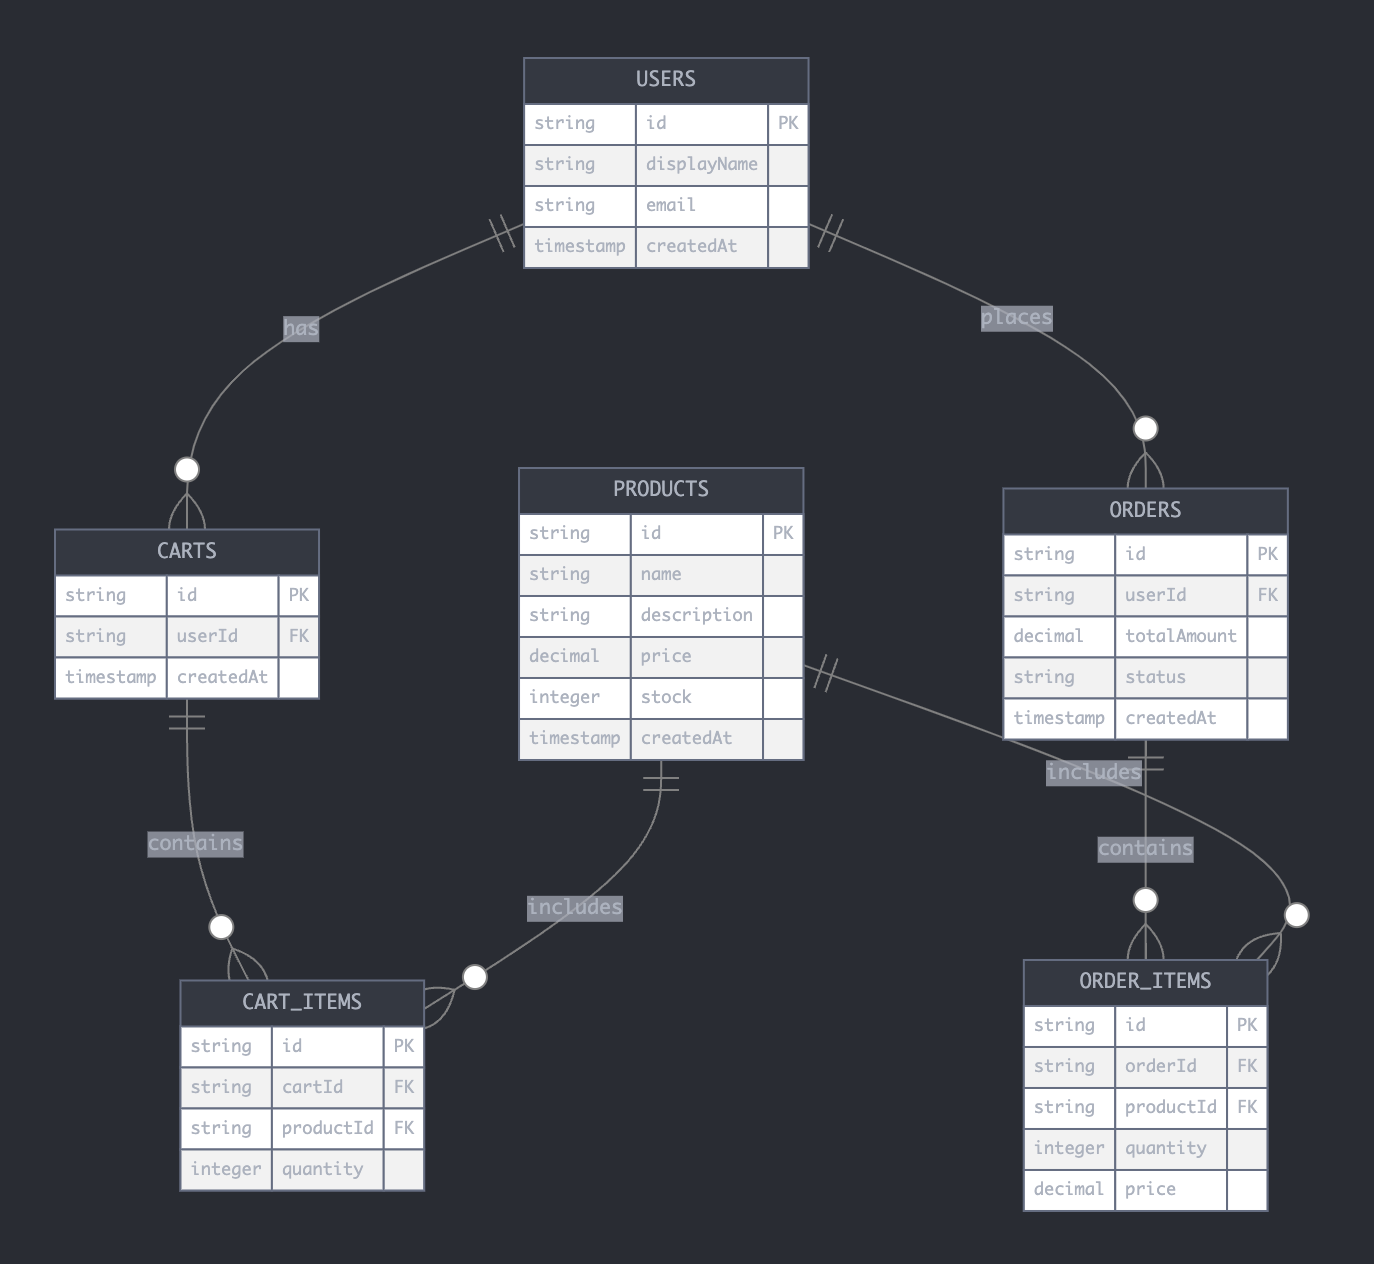 USERS
string id PK
string displayName
string email
timestamp createdAt
has
places
CARTS
string id PK
string userId FK
timestamp createdAt
PRODUCTS
string id PK
string name
string description
decimal price
integer stock
timestamp createdAt
ORDERS
string id PK
string userId FK
decimal totalAmount
string status
timestamp createdAt
contains
includes
includes
contains
CART_ITEMS
string id PK
string cartId FK
string productId FK
integer quantity
ORDER_ITEMS
string id PK
string orderId FK
string productId FK
integer quantity
decimal price